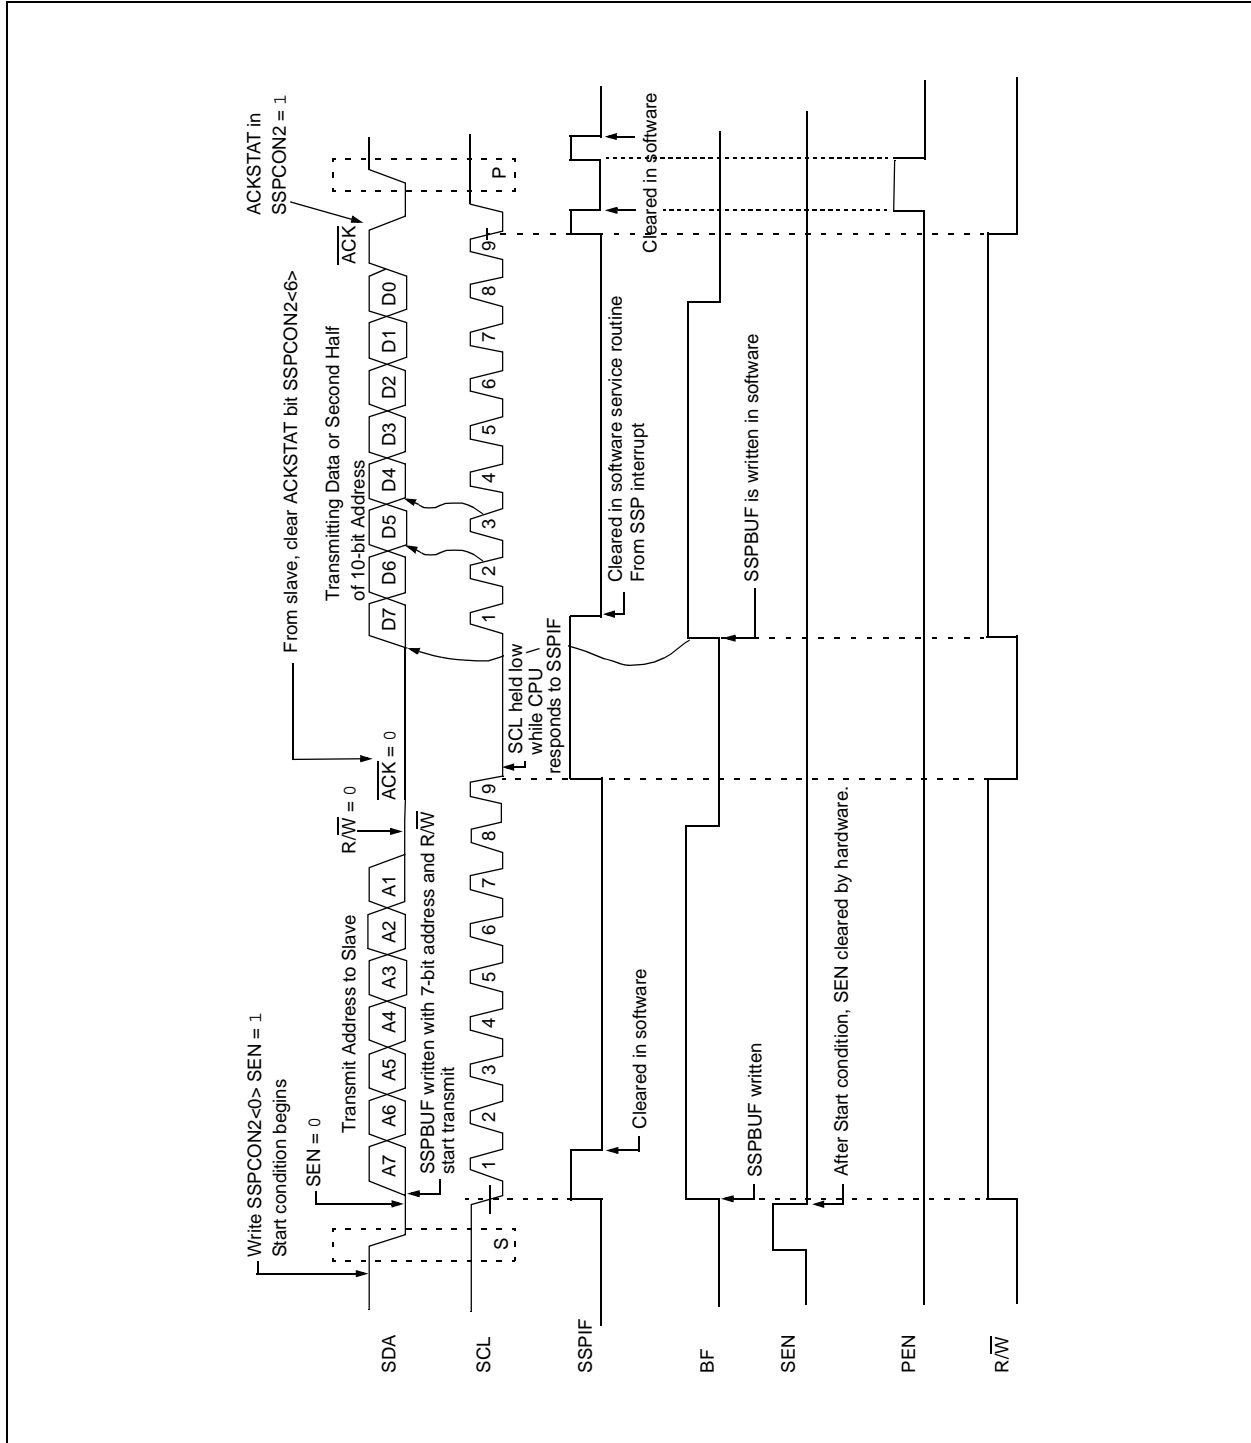 Write SSPCON2<0> SEN = 1
Start condition begins
SEN = 0
Transmit Address to Slave
R/W = 0
From slave, clear ACKSTAT bit SSPCON2<6>
Transmitting Data or Second Half
of 10-bit Address
ACKSTAT in
SSPCON2 = 1
ACK = 0
ACK
SDA
A7 A6 A5 A4 A3 A2 A1
D7 D6 D5 D4 D3 D2 D1 D0
SSPBUF written with 7-bit address and R/W
start transmit
SCL
S
1 2 3 4 5 6 7 8 9
1 2 3 4 5 6 7 8 9
P
SCL held low
while CPU
responds to SSPIF
SSPIF
Cleared in software
Cleared in software service routine
From SSP interrupt
Cleared in software
Cleared in software
BF
SSPBUF written
SSPBUF is written in software
SEN
After Start condition, SEN cleared by hardware.
PEN
R/W